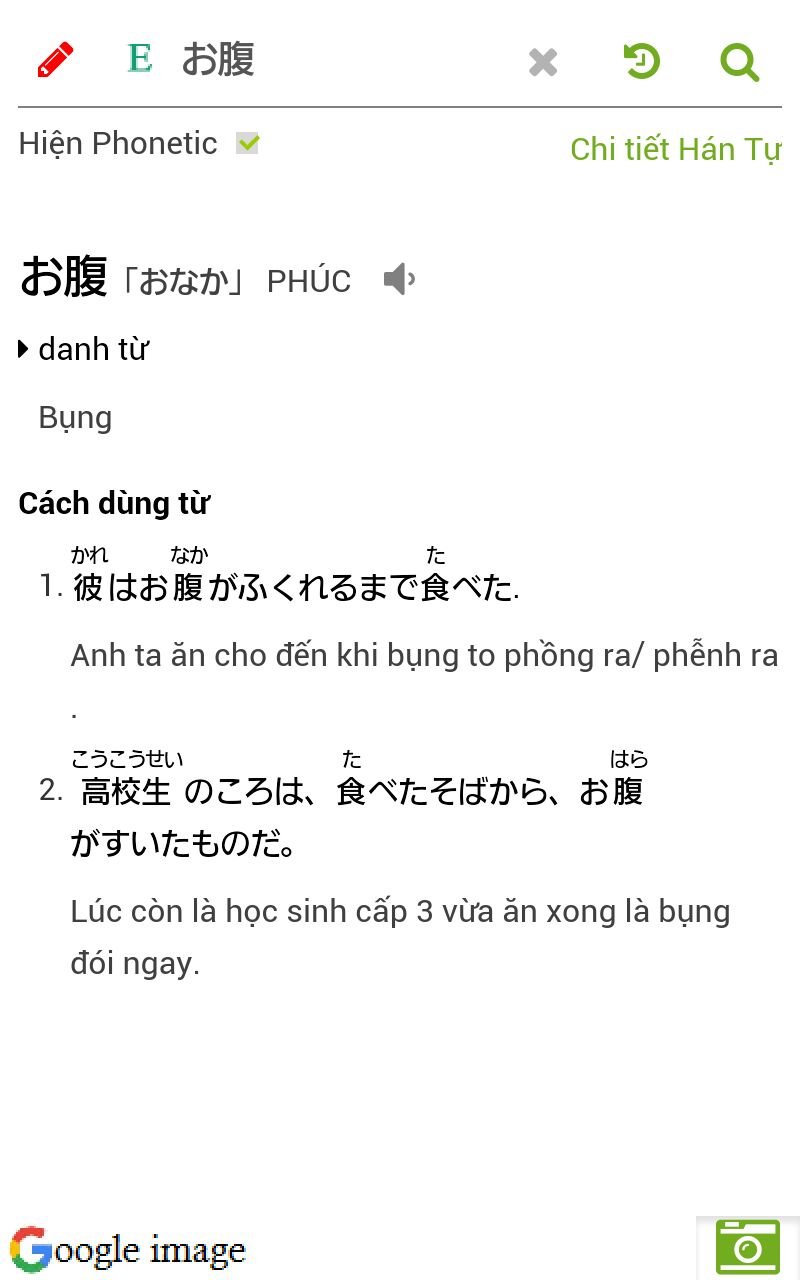 E お腹
Hiện Phonetic
Chi tiết Hán Tự
お腹「おなか」 PHÚC
danh từ
Bụng
Cách dùng từ
かれ なか た
1. 彼はお腹がふくれるまで食べた.
Anh ta ăn cho đến khi bụng to phồng ra/ phễnh ra
.
こうこうせい た はら
2. 高校生 のころは、食べたそばから、お腹
がすいたものだ。
Lúc còn là học sinh cấp 3 vừa ăn xong là bụng
đói ngay.
Google image